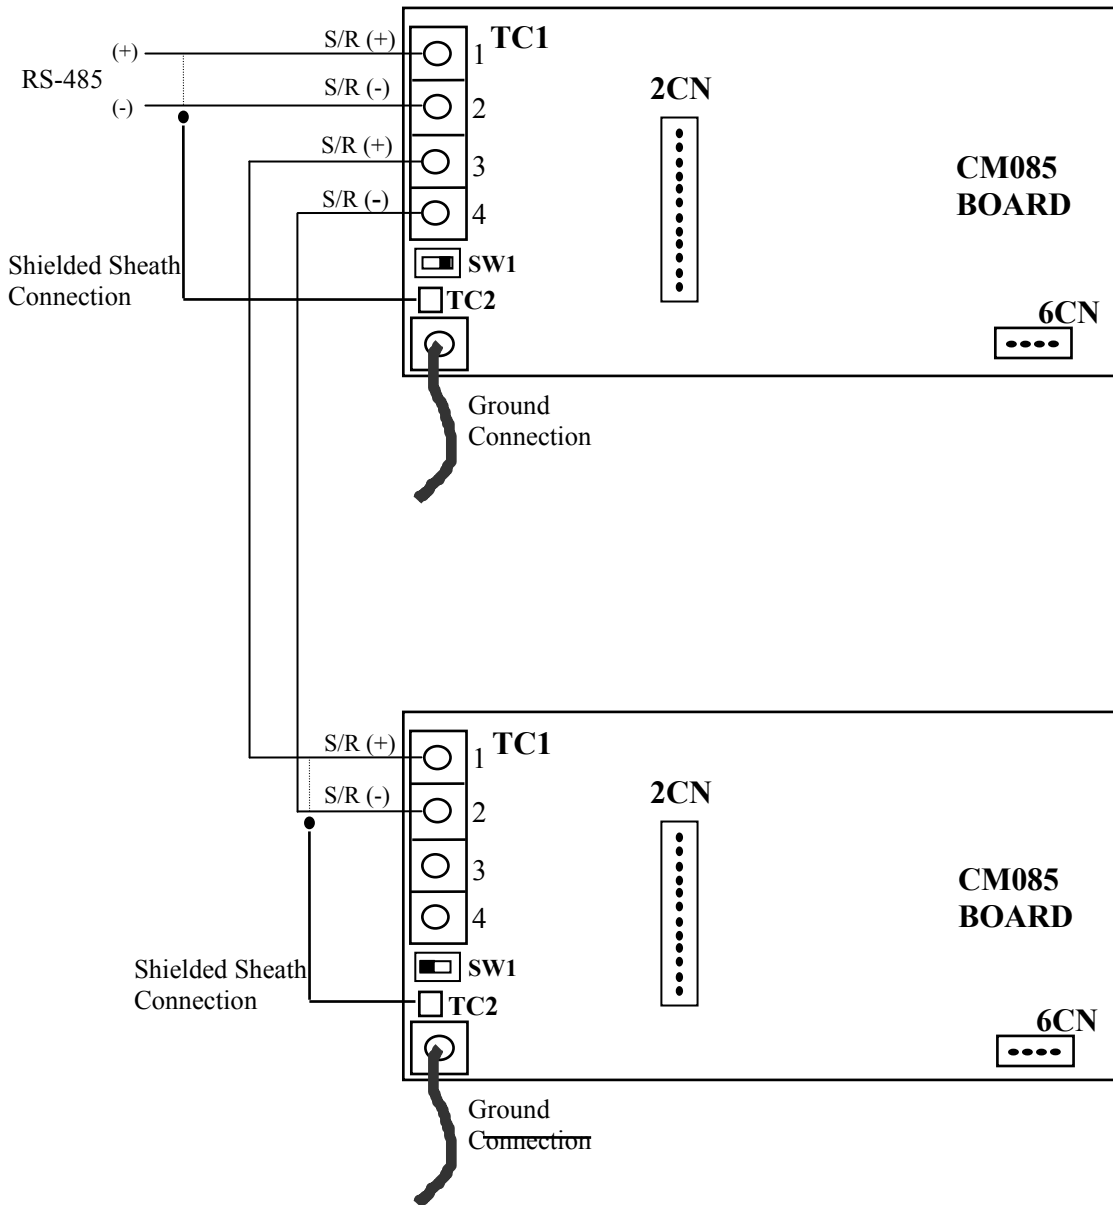 TC1
S/R (+)
1
(+)
RS-485
S/R (-)
2
(-)
2CN
S/R (+)
3
CM085
BOARD
S/R (-)
4
Shielded Sheath
Connection
SW1
TC2
6CN
Ground
Connection
TC1
S/R (+)
1
S/R (-)
2
2CN
3
CM085
BOARD
4
Shielded Sheath
Connection
SW1
TC2
6CN
Ground
Connection